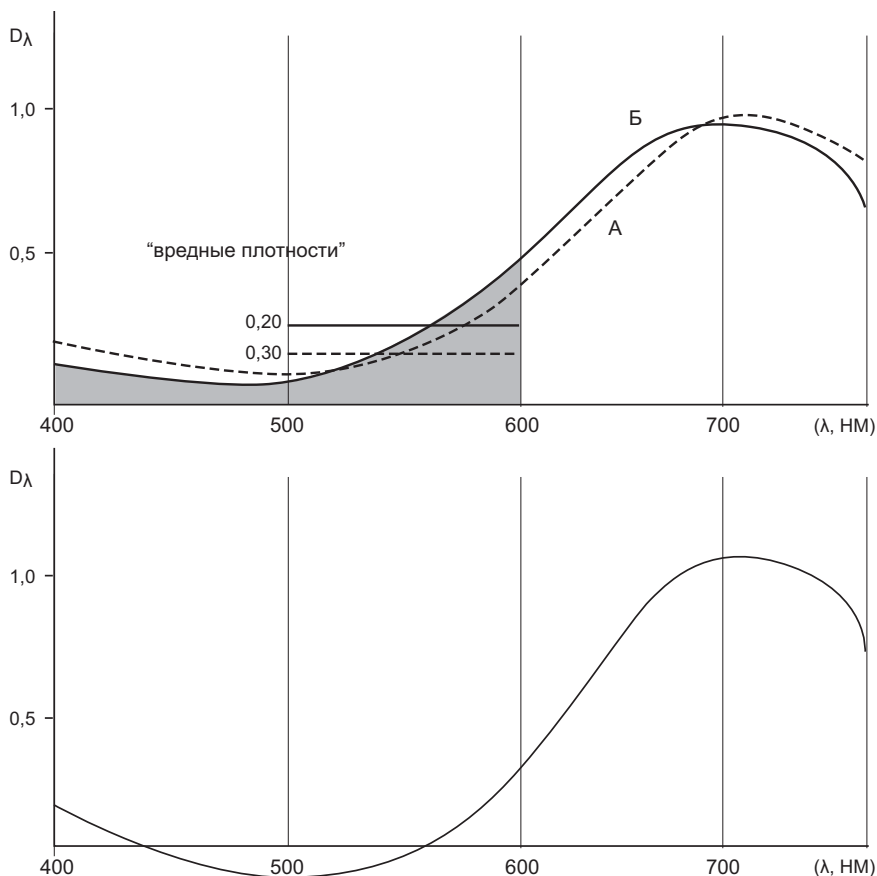 Dλ
1,0
Б
А
“вредные плотности”
0,5
0,20
0,30
400 500 600 700 (λ, НМ)
Dλ
1,0
0,5
400 500 600 700 (λ, НМ)